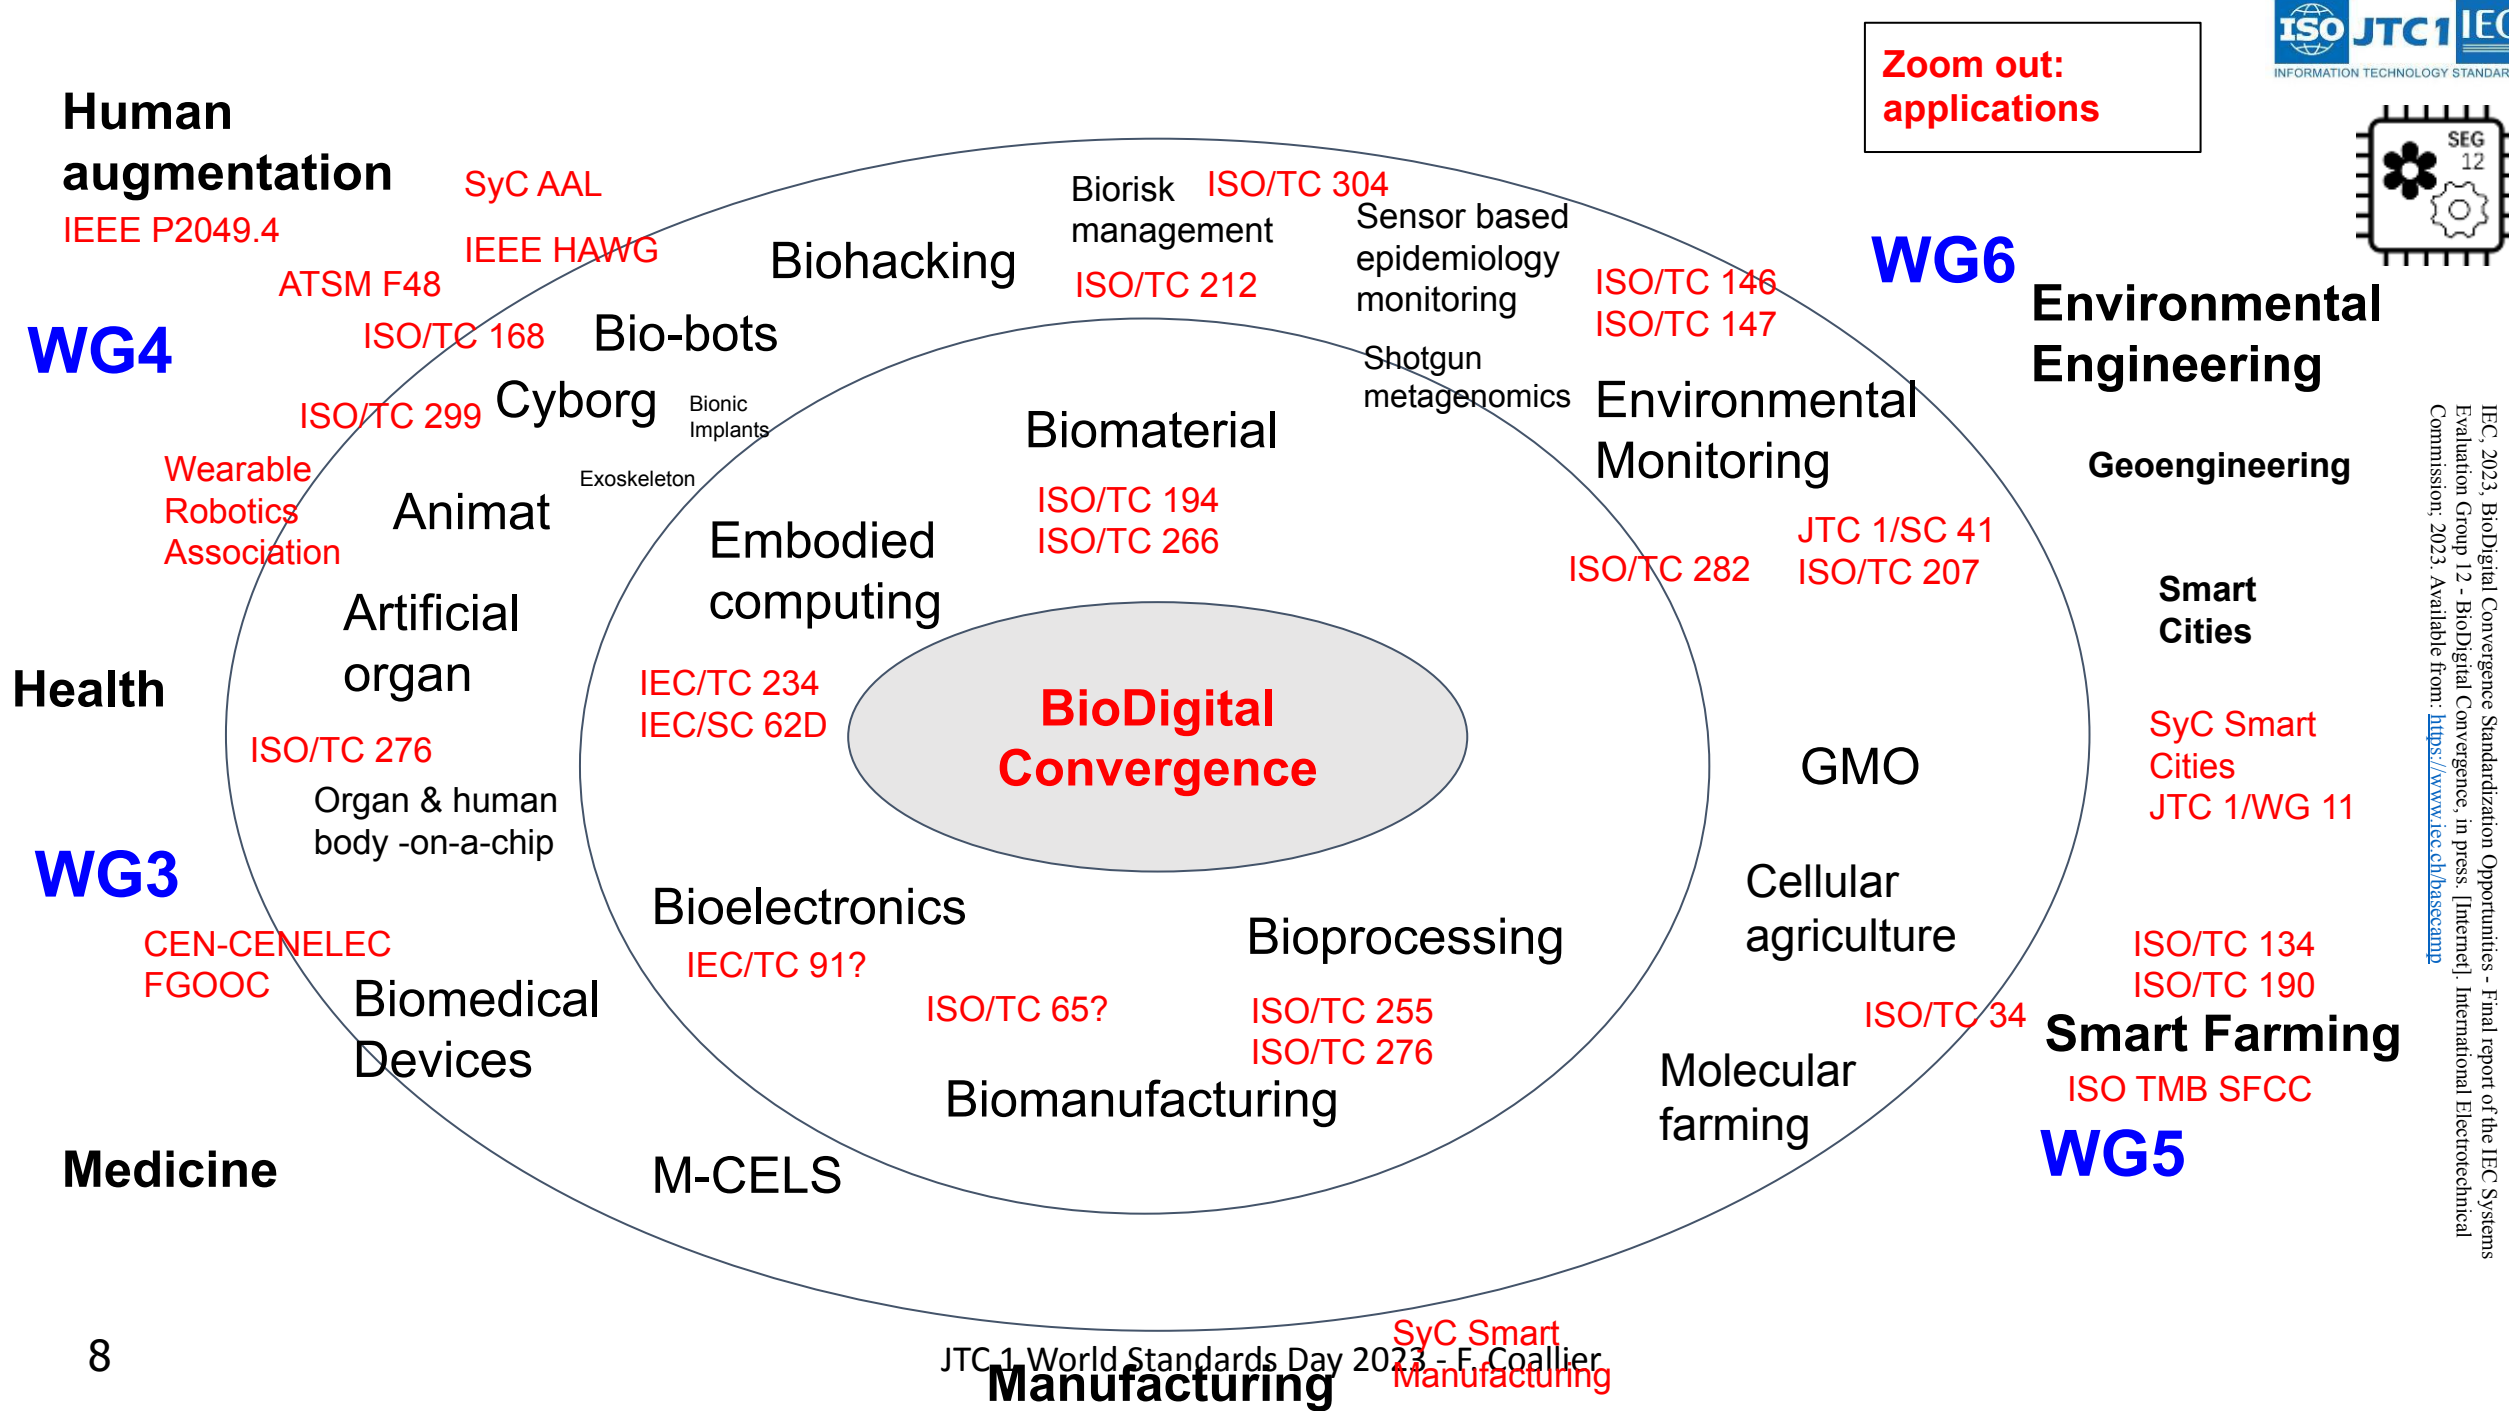 ISO JTC1 IEC
INFORMATION TECHNOLOGY STANDAR
Zoom out:
applications
SEG
12
Human
augmentation
IEEE P2049.4
SyC AAL
IEEE HAWG
ATSM F48
ISO/TC 168
WG4
ISO/TC 299
Wearable
Robotics
Association
Biohacking
Biorisk
management
ISO/TC 304
ISO/TC 212
Sensor based
epidemiology
monitoring
ISO/TC 146
ISO/TC 147
WG6
Environmental
Engineering
Bio-bots
Cyborg
Bionic
Implants
Exoskeleton
Animat
Shotgun
metagenomics
Environmental
Monitoring
Geoengineering
Biomaterial
ISO/TC 194
ISO/TC 266
Embodied
computing
JTC 1/SC 41
ISO/TC 282
ISO/TC 207
Smart
Cities
Artificial
organ
Health
IEC/TC 234
IEC/SC 62D
BioDigital
Convergence
GMO
SyC Smart
Cities
JTC 1/WG 11
ISO/TC 276
Organ & human
body -on-a-chip
WG3
CEN-CENELEC
FGOOC
Biomedical
Devices
Bioelectronics
IEC/TC 91?
ISO/TC 65?
Bioprocessing
ISO/TC 255
ISO/TC 276
Biomanufacturing
Cellular
agriculture
ISO/TC 34
ISO/TC 134
ISO/TC 190
Smart Farming
ISO TMB SFCC
WG5
Molecular
farming
Medicine
M-CELS
SyC Smart
Manufacturing
Manufacturing
8
JTC 1 World Standards Day 2023 - F. Coallier
IEC, 2023, BioDigital Convergence Standardization Opportunities - Final report of the IEC Systems
Evaluation Group 12 - BioDigital Convergence, in press. [Internet]. International Electrotechnical
Commission; 2023. Available from: https://www.iec.ch/basecamp